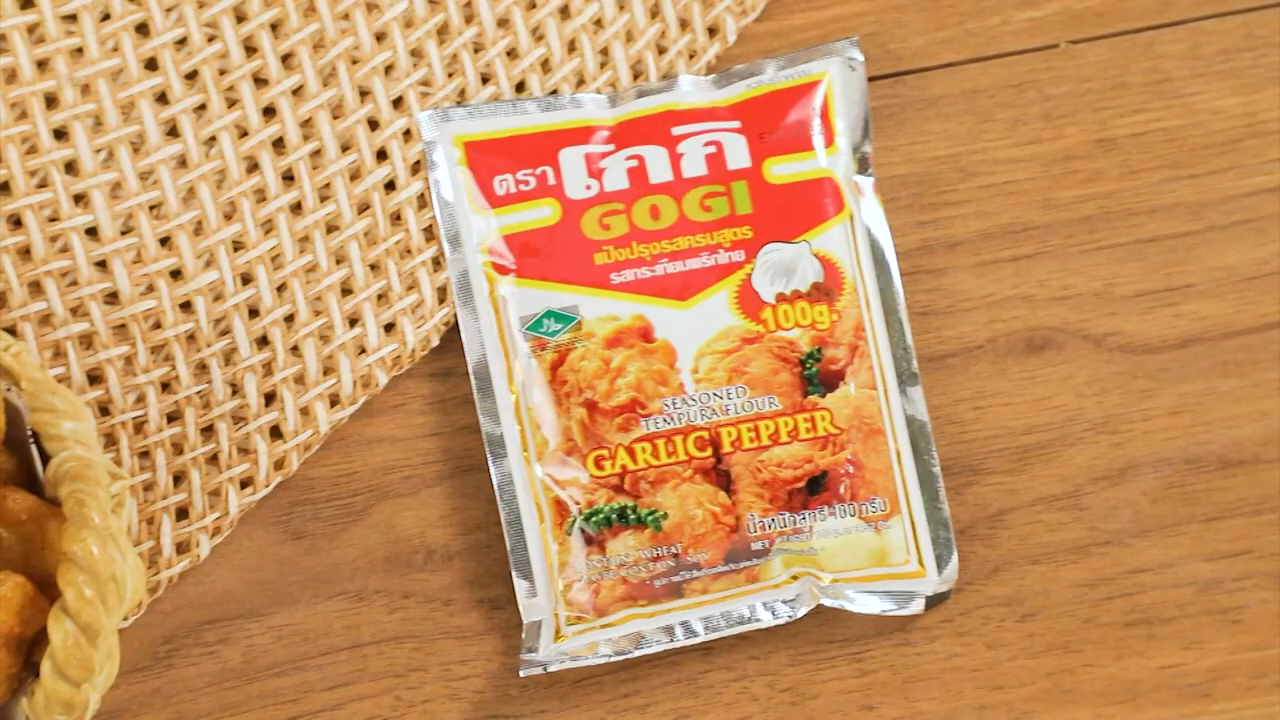 ตรา โกกิ
GOGI
แป้งปรุงรสครบสูตร
รสกระเทียมพริกไทย
100g.
SEASONED
TEMPURA FLOUR
GARLIC PEPPER
น้ำหนักสุทธิ 100 กรัม
NET
WHEAT